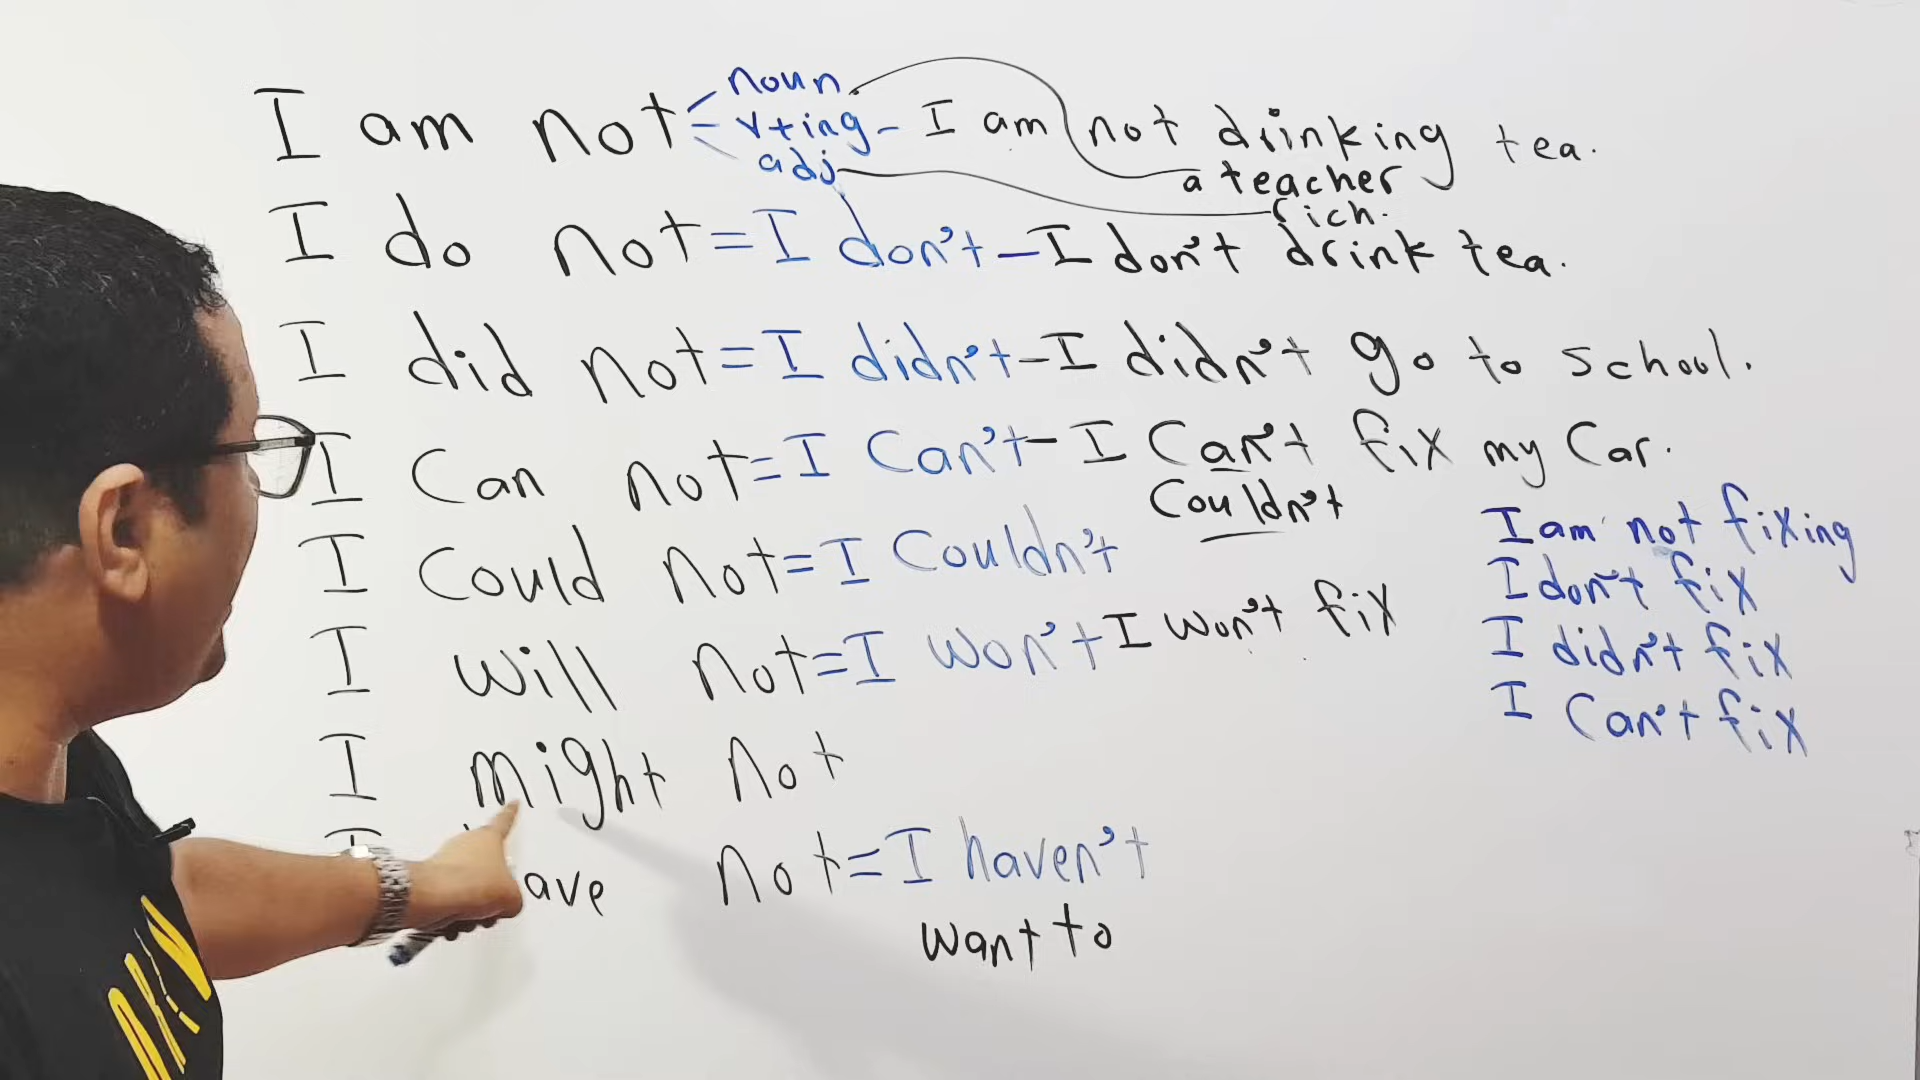 I am not - noun
v+ing - I am not drinking tea.
adj
a teacher
rich.
I do not = I don't - I don't drink tea.
I did not = I didn't - I didn't go to school.
I Can not = I Can't - I Can't fix my Car.
Couldn't
I Could not = I Couldn't
I will not = I won't I won't fix
I might not
I ave not = I haven't
want to
I am not fixing
I don't fix
I didn't fix
I Can't fix